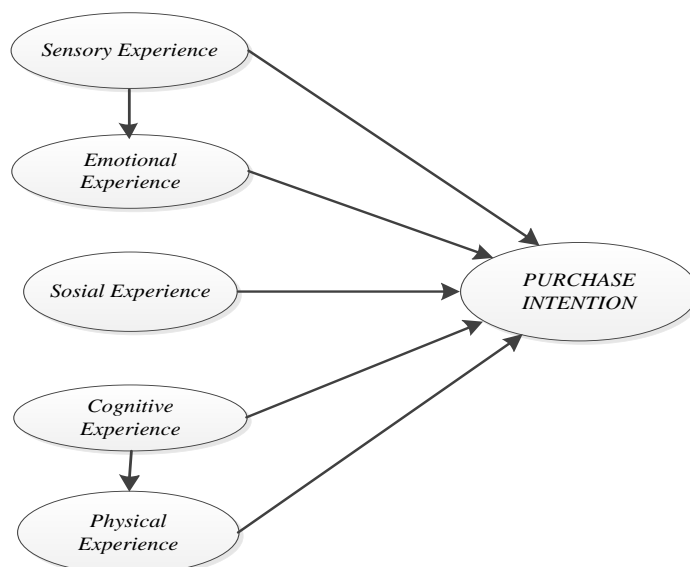 Sensory Experience
Emotional
Experience
Sosial Experience
PURCHASE
INTENTION
Cognitive
Experience
Physical
Experience